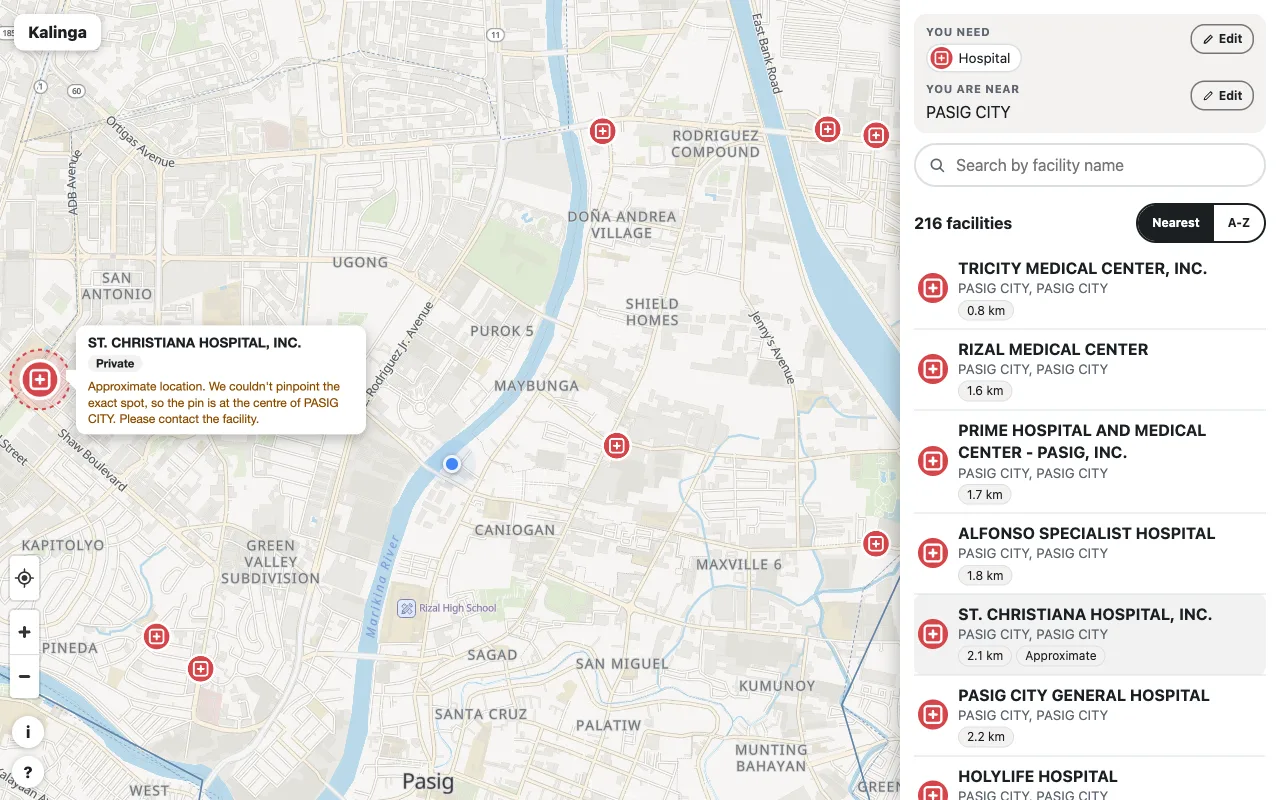 Kalinga
185
11
1
60
Ortigas Avenue
ADB Avenue
East Bank Road
RODRIGUEZ
COMPOUND
DOÑA ANDREA
VILLAGE
UGONG
SAN
ANTONIO
SHIELD
HOMES
PUROK 5
Jenny's Avenue
Rodriguez Jr. Avenue
MAYBUNGA
ST. CHRISTIANA HOSPITAL, INC.
Private
Approximate location. We couldn't pinpoint the
exact spot, so the pin is at the centre of PASIG
CITY. Please contact the facility.
Shaw Boulevard
Street
CANIOGAN
KAPITOLYO
GREEN
VALLEY
SUBDIVISION
MAXVILLE 6
Marikina River
Rizal High School
PINEDA
SAGAD
SAN MIGUEL
KUMUNOY
SANTA CRUZ
PALATIW
MUNTING
BAHAYAN
Pasig
WEST
GREEN
Avenue
+
−
i
?
YOU NEED
Edit
Hospital
YOU ARE NEAR
Edit
PASIG CITY
Search by facility name
216 facilities
Nearest
A-Z
TRICITY MEDICAL CENTER, INC.
PASIG CITY, PASIG CITY
0.8 km
RIZAL MEDICAL CENTER
PASIG CITY, PASIG CITY
1.6 km
PRIME HOSPITAL AND MEDICAL
CENTER - PASIG, INC.
PASIG CITY, PASIG CITY
1.7 km
ALFONSO SPECIALIST HOSPITAL
PASIG CITY, PASIG CITY
1.8 km
ST. CHRISTIANA HOSPITAL, INC.
PASIG CITY, PASIG CITY
2.1 km
Approximate
PASIG CITY GENERAL HOSPITAL
PASIG CITY, PASIG CITY
2.2 km
HOLYLIFE HOSPITAL
PASIG CITY, PASIG CITY